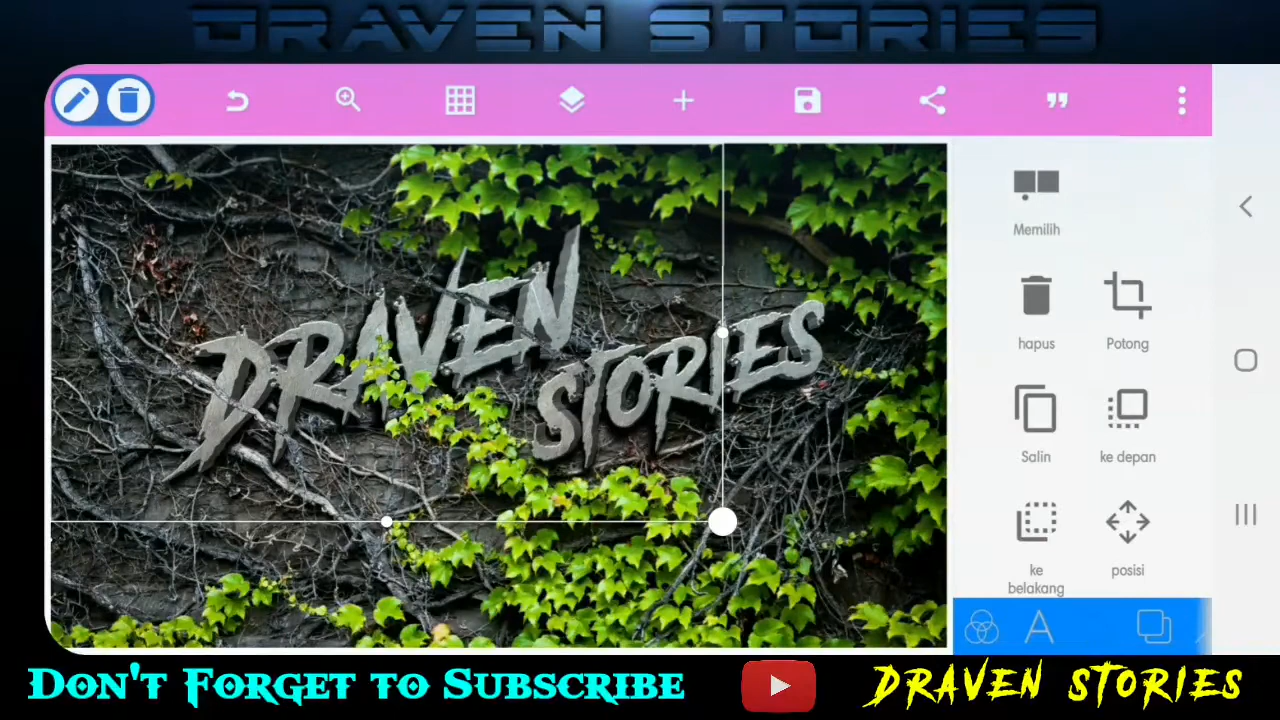 DRAVEN STORIES
Memilih
DRAVEN
STORIES
hapus
Potong
Salin
ke depan
ke
belakang
posisi
A
Don't Forget to Subscribe
DRAVEN STORIES